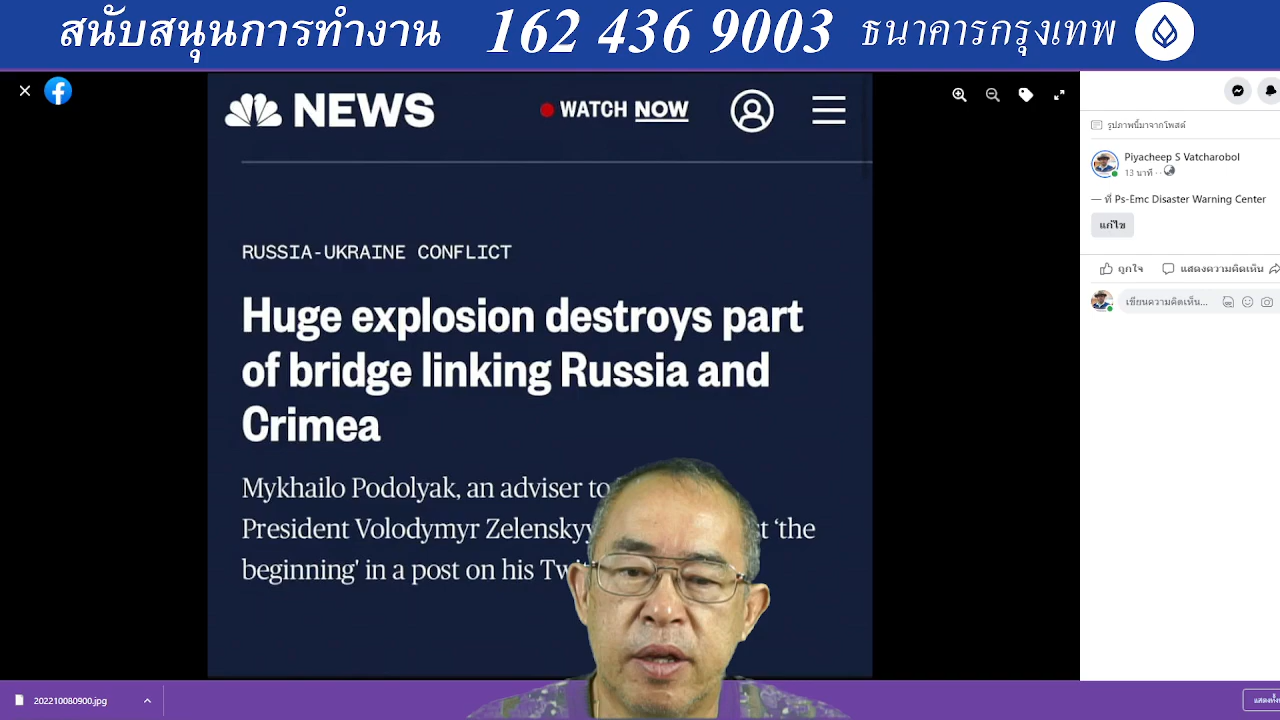 สนับสนุนการทำงาน 162 436 9003 ธนาคารกรุงเทพ
NEWS
WATCH NOW
รูปภาพนี้มาจากโพสต์
Piyacheep S Vatcharobol
13 นาที ·
— ที่ Ps-Emc Disaster Warning Center
แก้ไข
ถูกใจ
แสดงความคิดเห็น
เขียนความคิดเห็น...
RUSSIA-UKRAINE CONFLICT
Huge explosion destroys part
of bridge linking Russia and
Crimea
Mykhailo Podolyak, an adviser to
President Volodymyr Zelenskyy 'the
beginning' in a post on his
202210080900.jpg